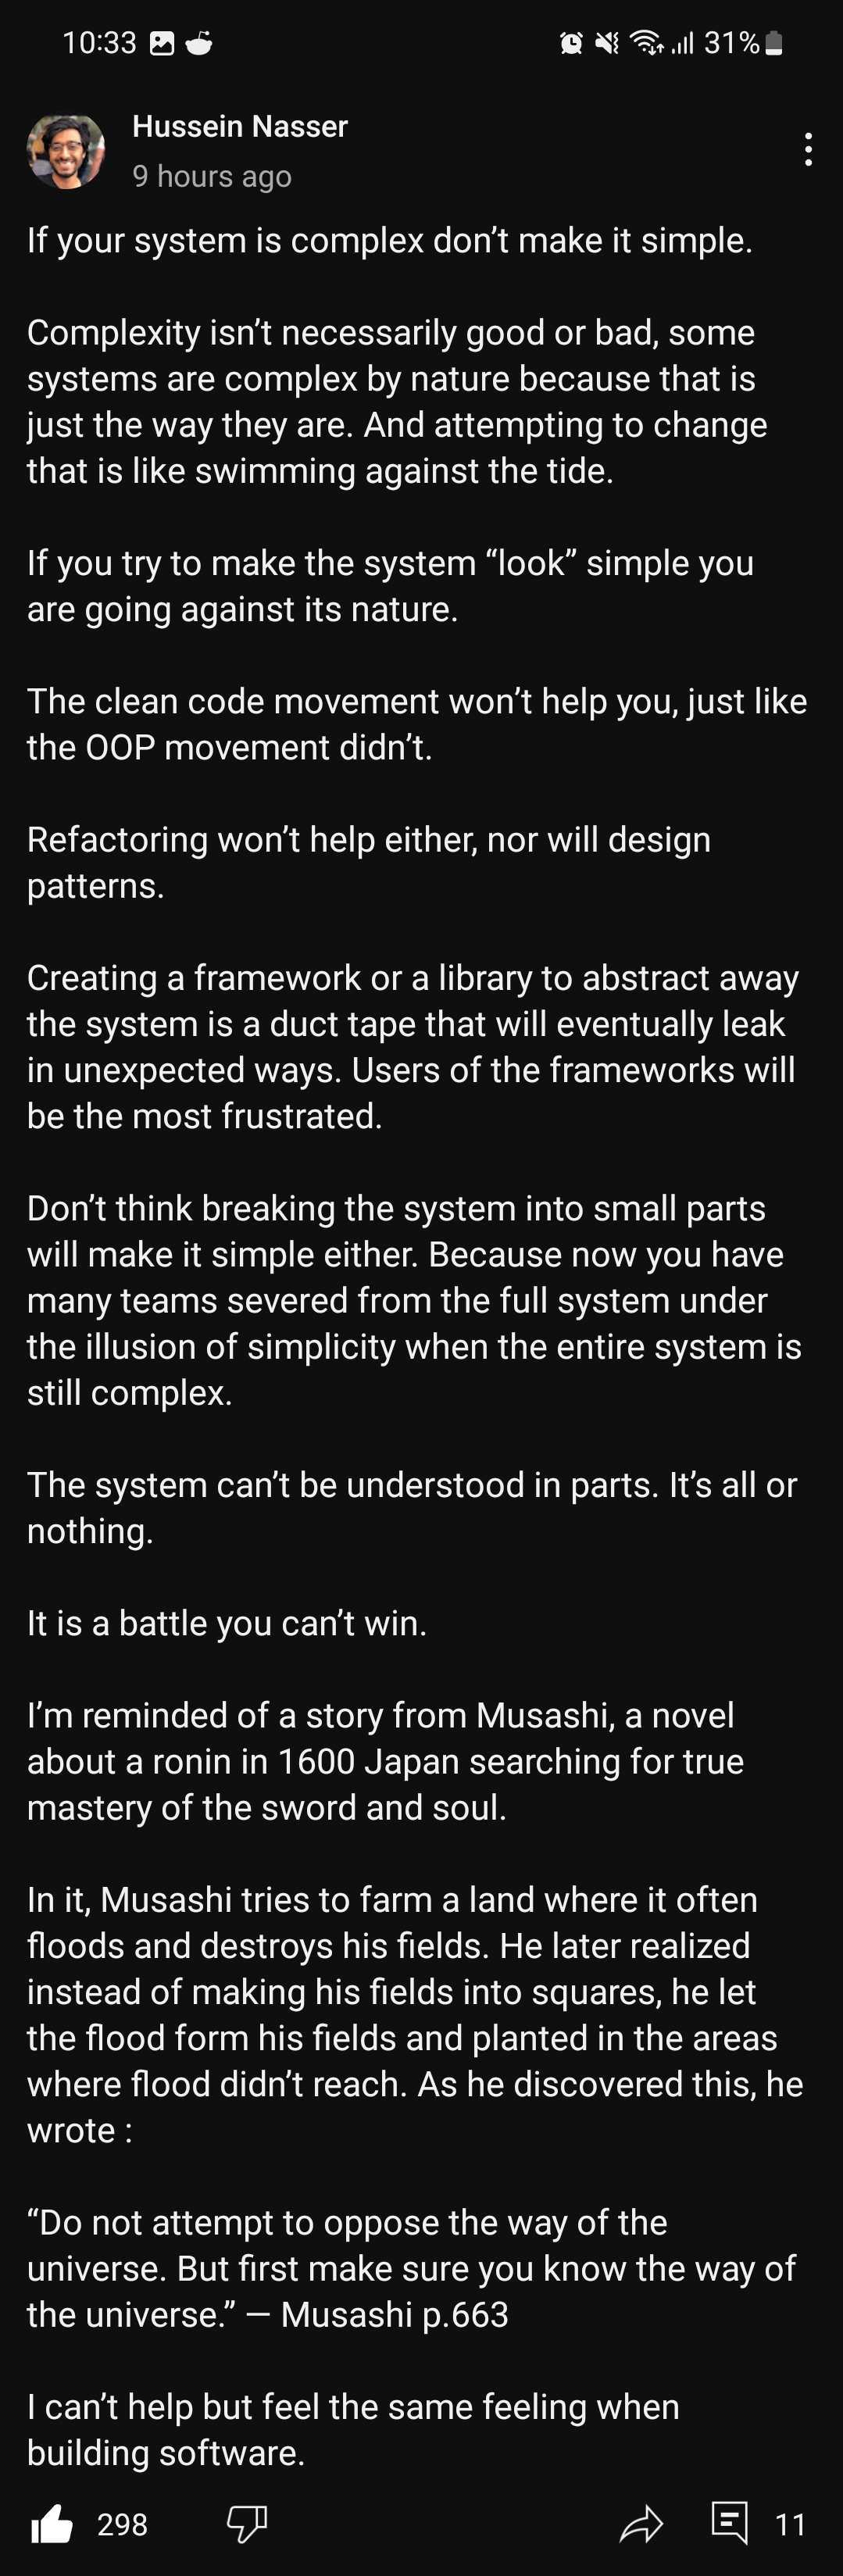 10:33
31%
Hussein Nasser
9 hours ago
If your system is complex don’t make it simple.
Complexity isn’t necessarily good or bad, some
systems are complex by nature because that is
just the way they are. And attempting to change
that is like swimming against the tide.
If you try to make the system “look” simple you
are going against its nature.
The clean code movement won’t help you, just like
the OOP movement didn’t.
Refactoring won’t help either, nor will design
patterns.
Creating a framework or a library to abstract away
the system is a duct tape that will eventually leak
in unexpected ways. Users of the frameworks will
be the most frustrated.
Don’t think breaking the system into small parts
will make it simple either. Because now you have
many teams severed from the full system under
the illusion of simplicity when the entire system is
still complex.
The system can’t be understood in parts. It’s all or
nothing.
It is a battle you can’t win.
I’m reminded of a story from Musashi, a novel
about a ronin in 1600 Japan searching for true
mastery of the sword and soul.
In it, Musashi tries to farm a land where it often
floods and destroys his fields. He later realized
instead of making his fields into squares, he let
the flood form his fields and planted in the areas
where flood didn’t reach. As he discovered this, he
wrote :
“Do not attempt to oppose the way of the
universe. But first make sure you know the way of
the universe.” — Musashi p.663
I can’t help but feel the same feeling when
building software.
298
11